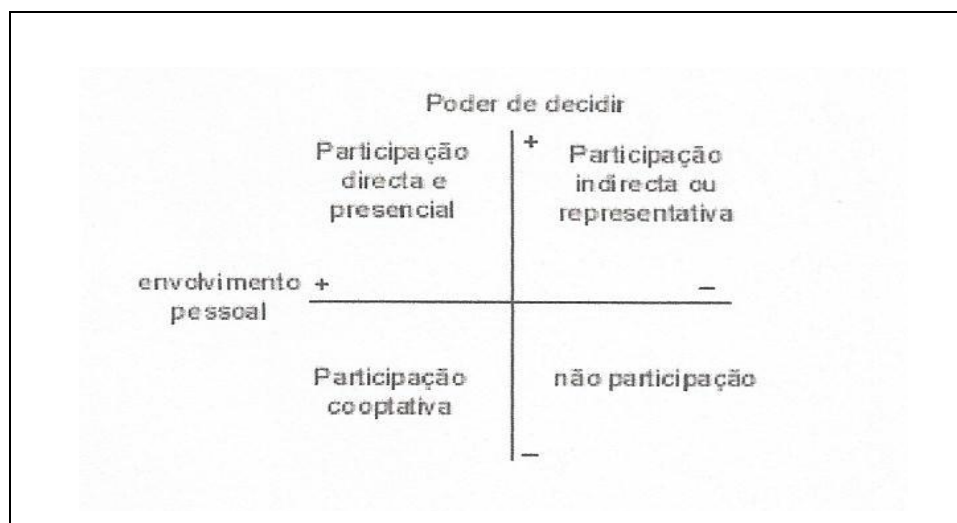 Poder de decidir
+
Participação
directa e
presencial
Participação
indirecta ou
representativa
envolvimento +
pessoal
–
Participação
cooptativa
não participação
–